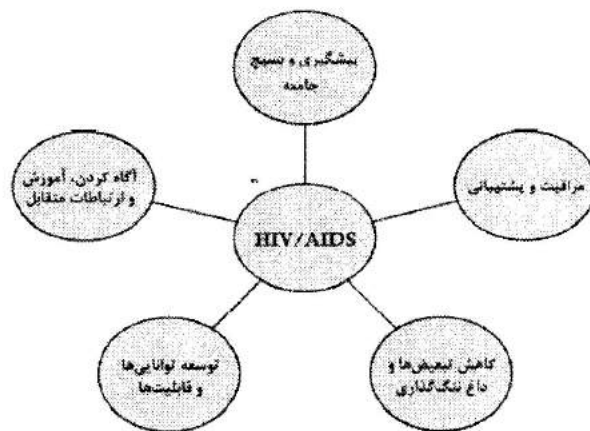 پیشگیری و بسیج
جامعه
آگاه کردن، آموزش
و ارتباطات متقابل
مراقبت و پشتیبانی
HIV/AIDS
توسعه توانایی‌ها
و قابلیت‌ها
کاهش تبعیض‌ها و
داغ ننگ‌گذاری